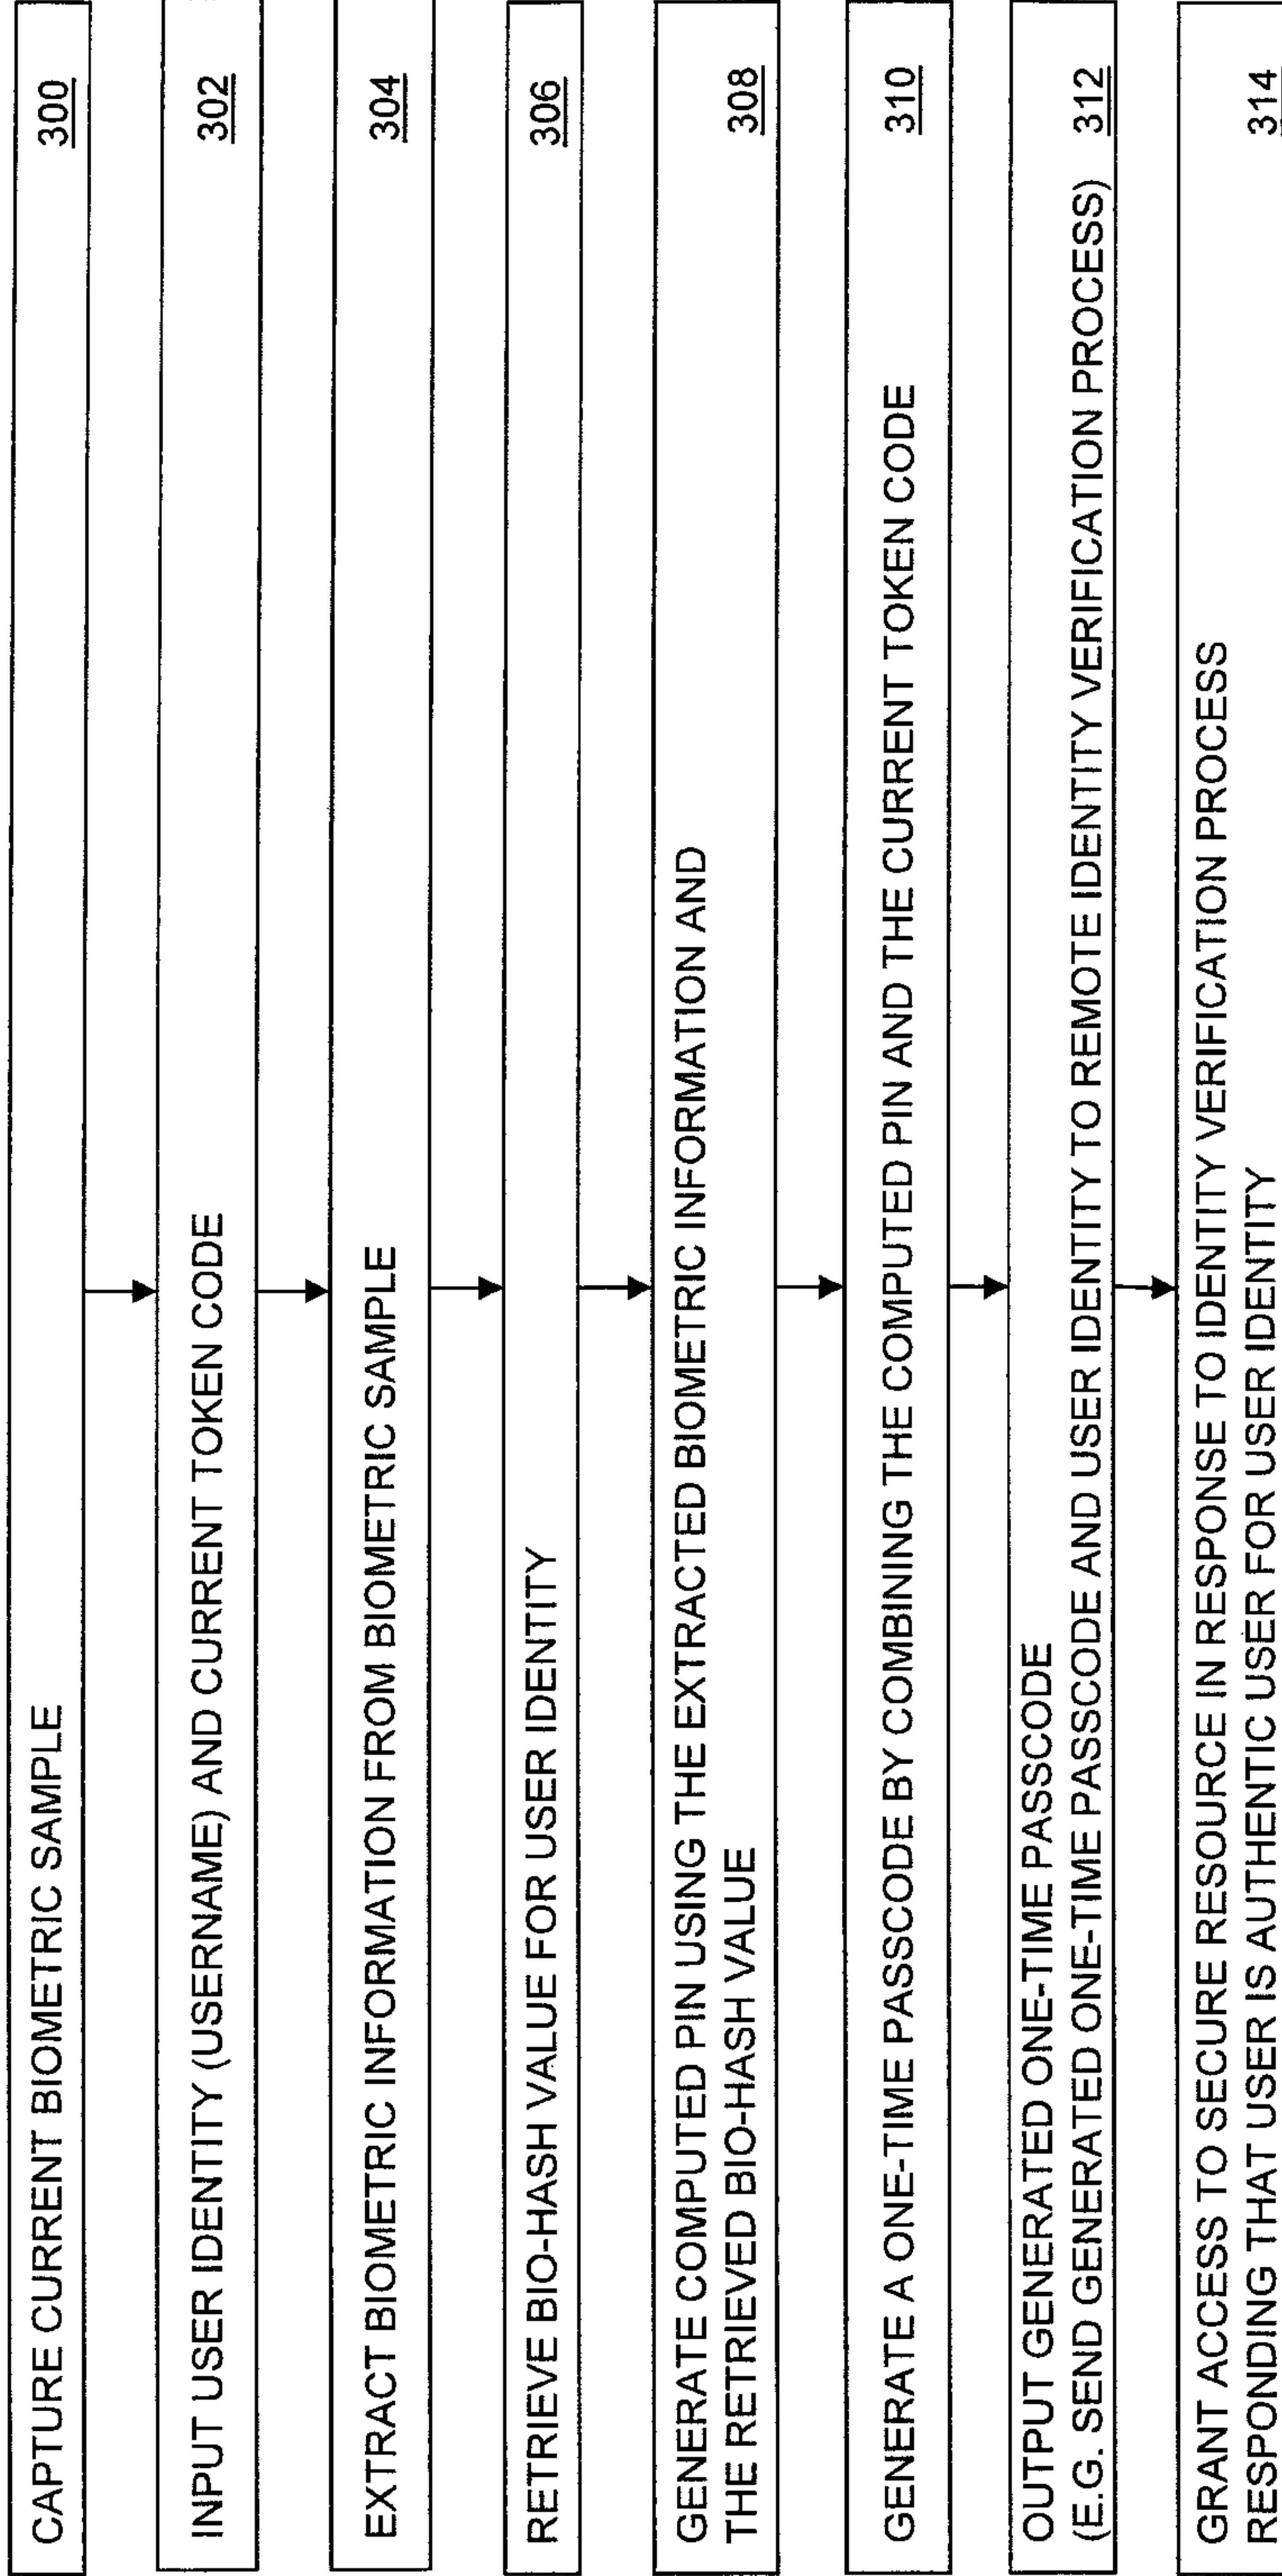 CAPTURE CURRENT BIOMETRIC SAMPLE 300
INPUT USER IDENTITY (USERNAME) AND CURRENT TOKEN CODE 302
EXTRACT BIOMETRIC INFORMATION FROM BIOMETRIC SAMPLE 304
RETRIEVE BIO-HASH VALUE FOR USER IDENTITY 306
GENERATE COMPUTED PIN USING THE EXTRACTED BIOMETRIC INFORMATION AND
THE RETRIEVED BIO-HASH VALUE 308
GENERATE A ONE-TIME PASSCODE BY COMBINING THE COMPUTED PIN AND THE CURRENT TOKEN CODE 310
OUTPUT GENERATED ONE-TIME PASSCODE
(E.G. SEND GENERATED ONE-TIME PASSCODE AND USER IDENTITY TO REMOTE IDENTITY VERIFICATION PROCESS) 312
GRANT ACCESS TO SECURE RESOURCE IN RESPONSE TO IDENTITY VERIFICATION PROCESS
RESPONDING THAT USER IS AUTHENTIC USER FOR USER IDENTITY 314